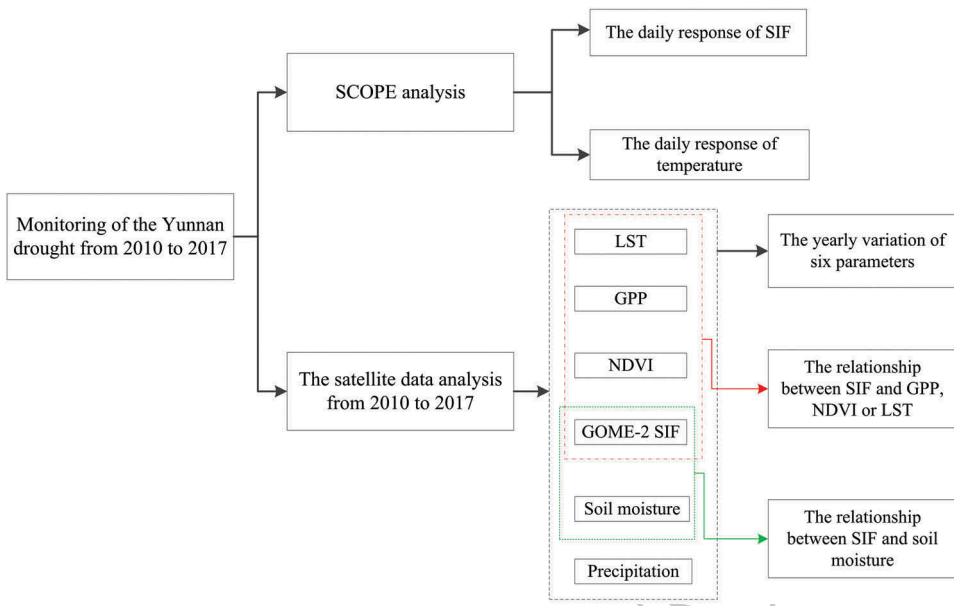 The daily response of SIF
SCOPE analysis
The daily response of
temperature
Monitoring of the Yunnan
drought from 2010 to 2017
LST
The yearly variation of
six parameters
GPP
NDVI
The satellite data analysis
from 2010 to 2017
The relationship
between SIF and GPP,
NDVI or LST
GOME-2 SIF
Soil moisture
The relationship
between SIF and soil
moisture
Precipitation